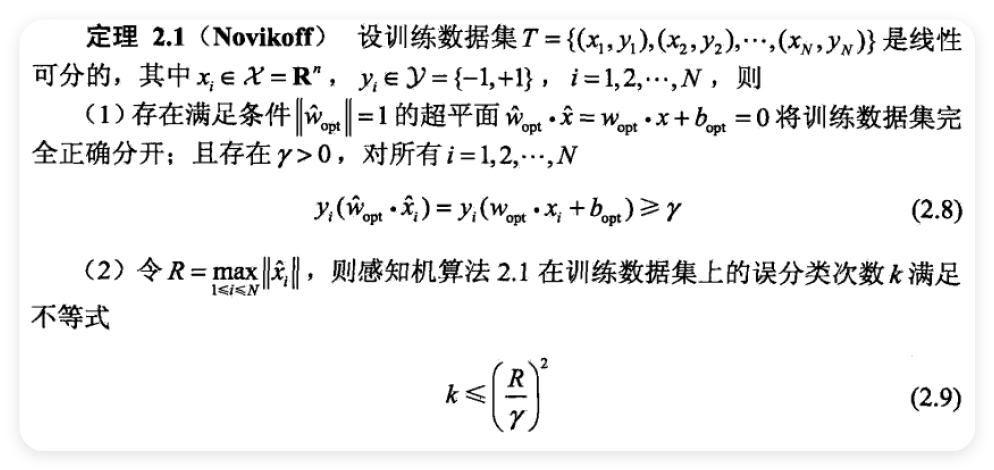 定理 2.1（Novikoff） 设训练数据集 $T=\{(x_1,y_1),(x_2,y_2),\cdots,(x_N,y_N)\}$ 是线性
可分的，其中 $x_i\in\mathcal{X}=\mathbf{R}^n$，$y_i\in\mathcal{Y}=\{-1,+1\}$，$i=1,2,\cdots,N$，则
（1）存在满足条件 $\|\hat{w}_{\text{opt}}\|=1$ 的超平面 $\hat{w}_{\text{opt}}\cdot\hat{x}=w_{\text{opt}}\cdot x+b_{\text{opt}}=0$ 将训练数据集完
全正确分开；且存在 $\gamma>0$，对所有 $i=1,2,\cdots,N$
$y_i(\hat{w}_{\text{opt}}\cdot\hat{x}_i)=y_i(w_{\text{opt}}\cdot x_i+b_{\text{opt}})\geqslant\gamma$ (2.8)
（2）令 $R=\max_{1\leqslant i\leqslant N}\|\hat{x}_i\|$，则感知机算法 2.1 在训练数据集上的误分类次数 $k$ 满足
不等式
$k\leqslant\left(\frac{R}{\gamma}\right)^2$ (2.9)